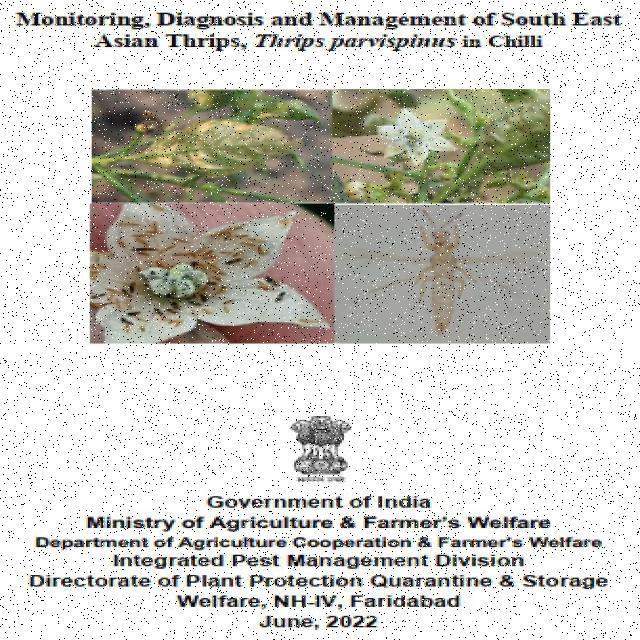 Monitoring, Diagnosis and Management of South East
Asian Thrips, Thrips parvispinus in Chilli
Government of India
Ministry of Agriculture & Farmer's Welfare
Department of Agriculture Cooperation & Farmer's Welfare
Integrated Pest Management Division
Directorate of Plant Protection Quarantine & Storage
Welfare, NH-IV, Faridabad
June, 2022